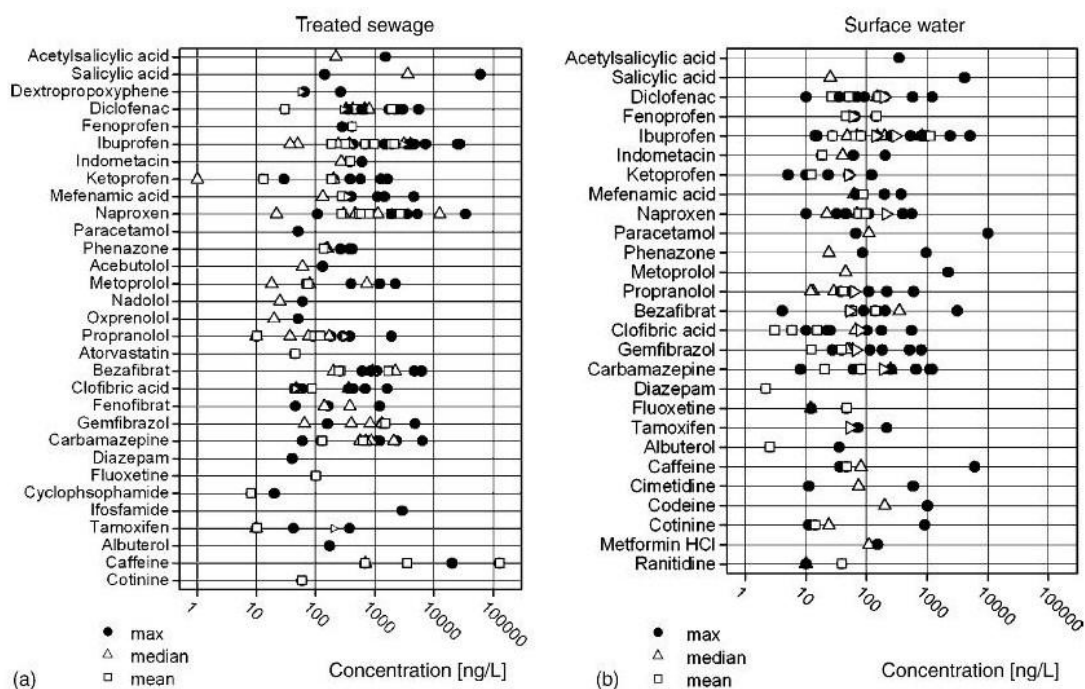 (a)
Treated sewage
Acetylsalicylic acid
Salicylic acid
Dextropropoxyphene
Diclofenac
Fenoprofen
Ibuprofen
Indometacin
Ketoprofen
Mefenamic acid
Naproxen
Paracetamol
Phenazone
Acebutolol
Metoprolol
Nadolol
Oxprenolol
Propranolol
Atorvastatin
Bezafibrat
Clofibric acid
Fenofibrat
Gemfibrazol
Carbamazepine
Diazepam
Fluoxetine
Cyclophsophamide
Ifosfamide
Tamoxifen
Albuterol
Caffeine
Cotinine
1 10 100 1000 10000 100000
max
median
mean
Concentration [ng/L]
(b)
Surface water
Acetylsalicylic acid
Salicylic acid
Diclofenac
Fenoprofen
Ibuprofen
Indometacin
Ketoprofen
Mefenamic acid
Naproxen
Paracetamol
Phenazone
Metoprolol
Propranolol
Bezafibrat
Clofibric acid
Gemfibrazol
Carbamazepine
Diazepam
Fluoxetine
Tamoxifen
Albuterol
Caffeine
Cimetidine
Codeine
Cotinine
Metformin HCl
Ranitidine
1 10 100 1000 10000 100000
max
median
mean
Concentration [ng/L]